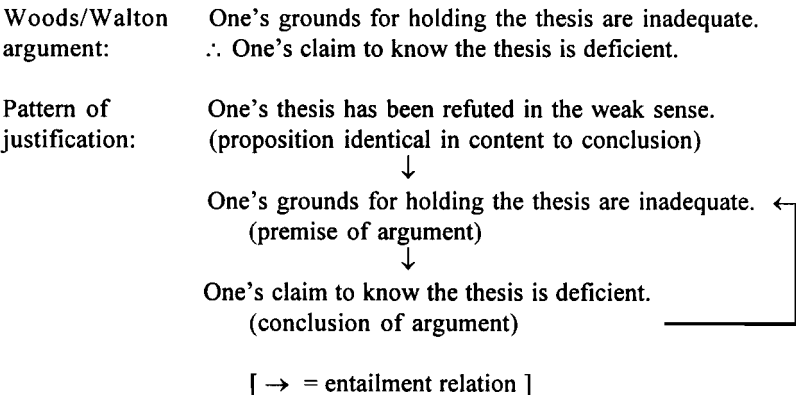 Woods/Walton One's grounds for holding the thesis are inadequate.
argument: ∴ One's claim to know the thesis is deficient.
Pattern of One's thesis has been refuted in the weak sense.
justification: (proposition identical in content to conclusion)
↓
One's grounds for holding the thesis are inadequate. ←
(premise of argument)
↓
One's claim to know the thesis is deficient.
(conclusion of argument)
[ → = entailment relation ]